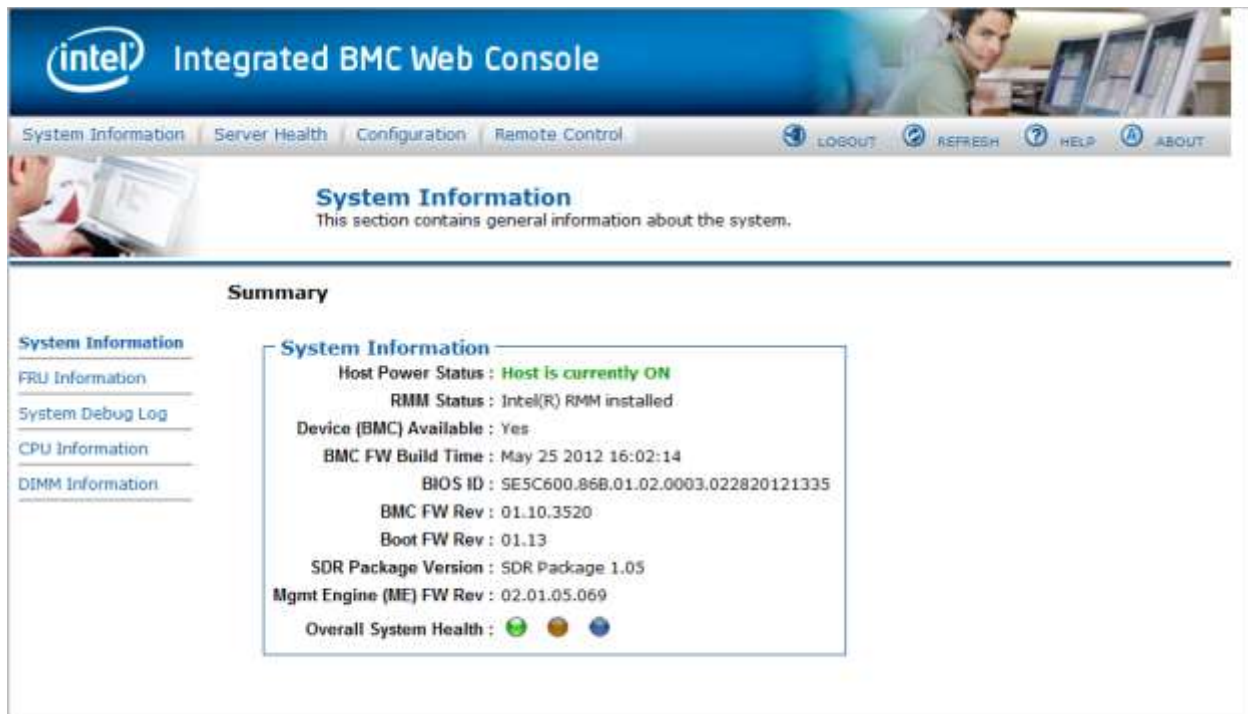 intel Integrated BMC Web Console
System Information Server Health Configuration Remote Control LOGOUT REFRESH HELP ABOUT
System Information
This section contains general information about the system.
Summary
System Information
FRU Information
System Debug Log
CPU Information
DIMM Information
System Information
Host Power Status : Host is currently ON
RMM Status : Intel(R) RMM installed
Device (BMC) Available : Yes
BMC FW Build Time : May 25 2012 16:02:14
BIOS ID : SE5C600.86B.01.02.0003.022820121335
BMC FW Rev : 01.10.3520
Boot FW Rev : 01.13
SDR Package Version : SDR Package 1.05
Mgmt Engine (ME) FW Rev : 02.01.05.069
Overall System Health :